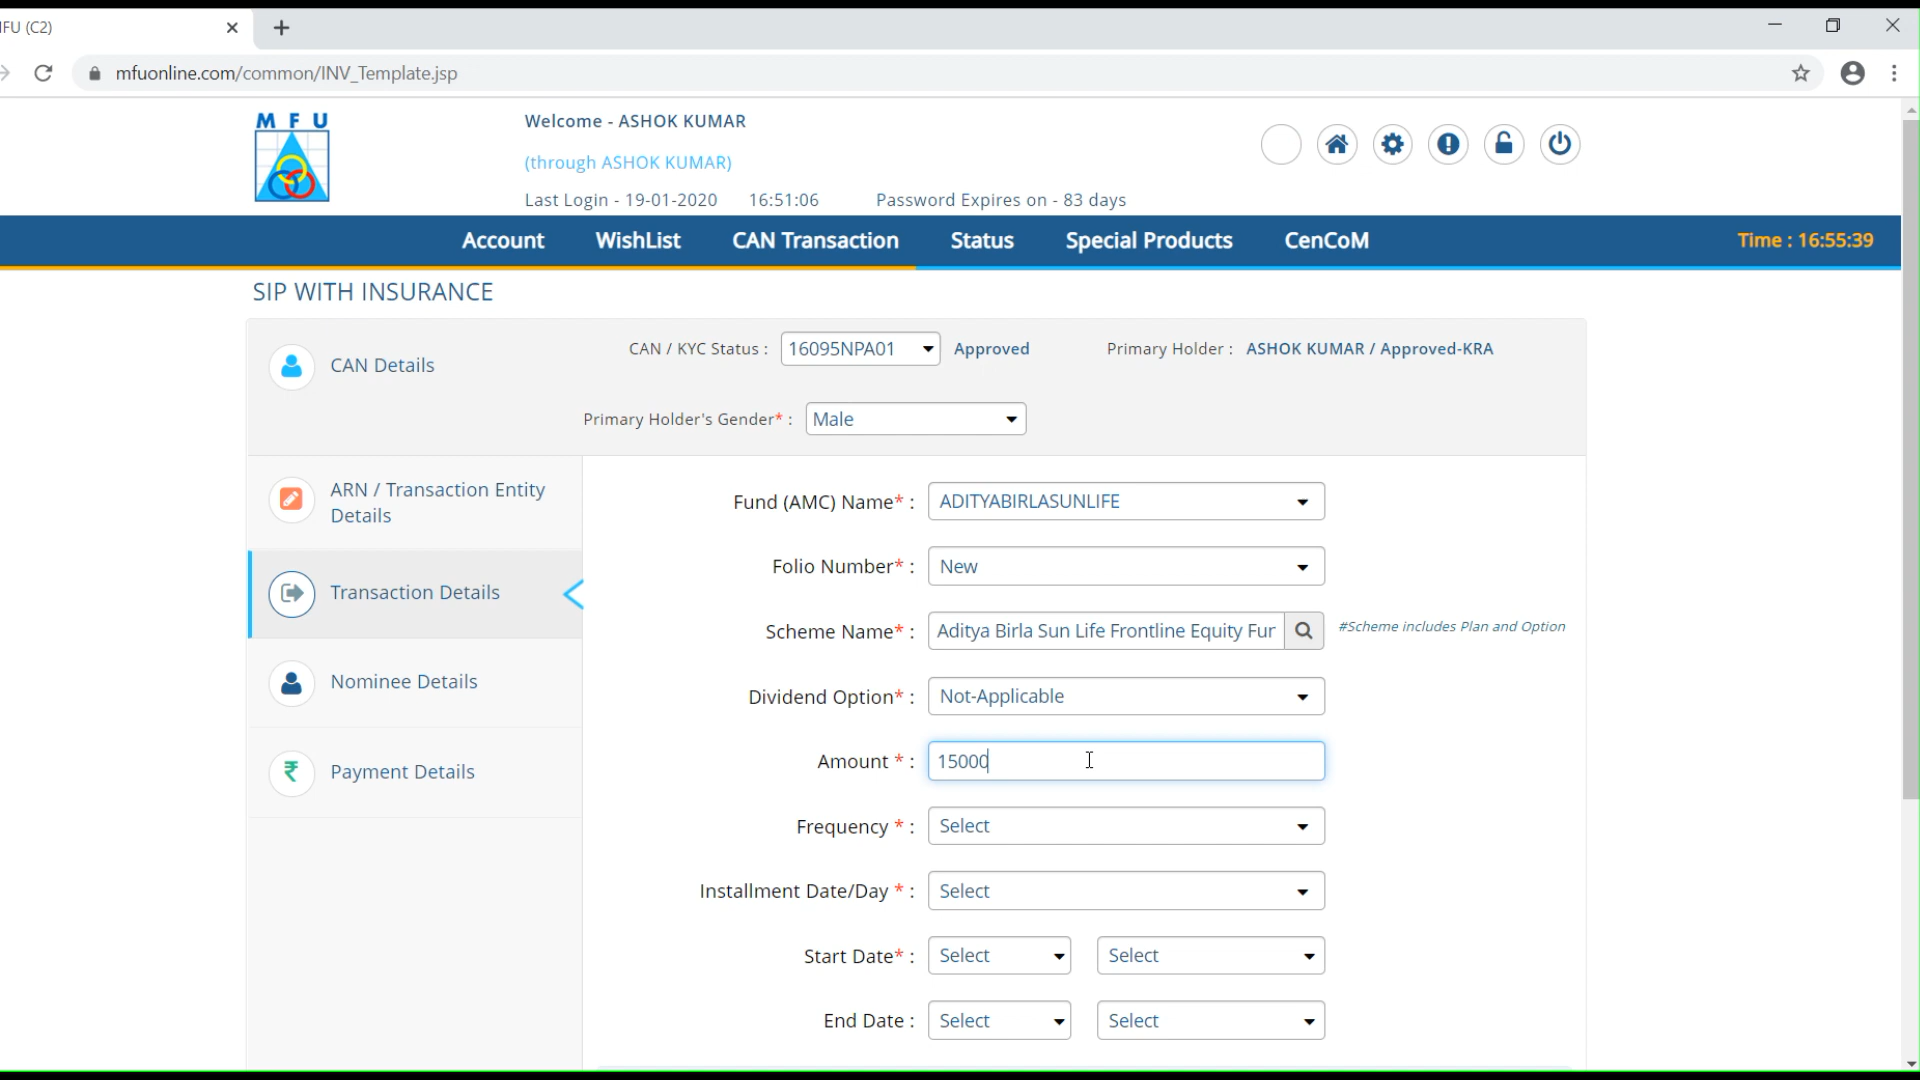 FU (C2)
mfuonline.com/common/INV_Template.jsp
M F U
Welcome - ASHOK KUMAR
(through ASHOK KUMAR)
Last Login - 19-01-2020 16:51:06 Password Expires on - 83 days
Account WishList CAN Transaction Status Special Products CenCoM Time : 16:55:39
SIP WITH INSURANCE
CAN Details
CAN / KYC Status : 16095NPA01 Approved Primary Holder : ASHOK KUMAR / Approved-KRA
Primary Holder's Gender* : Male
ARN / Transaction Entity
Details
Transaction Details
Nominee Details
Payment Details
Fund (AMC) Name* : ADITYABIRLASUNLIFE
Folio Number* : New
Scheme Name* : Aditya Birla Sun Life Frontline Equity Fur #Scheme includes Plan and Option
Dividend Option* : Not-Applicable
Amount * : 15000
Frequency * : Select
Installment Date/Day * : Select
Start Date* : Select Select
End Date : Select Select